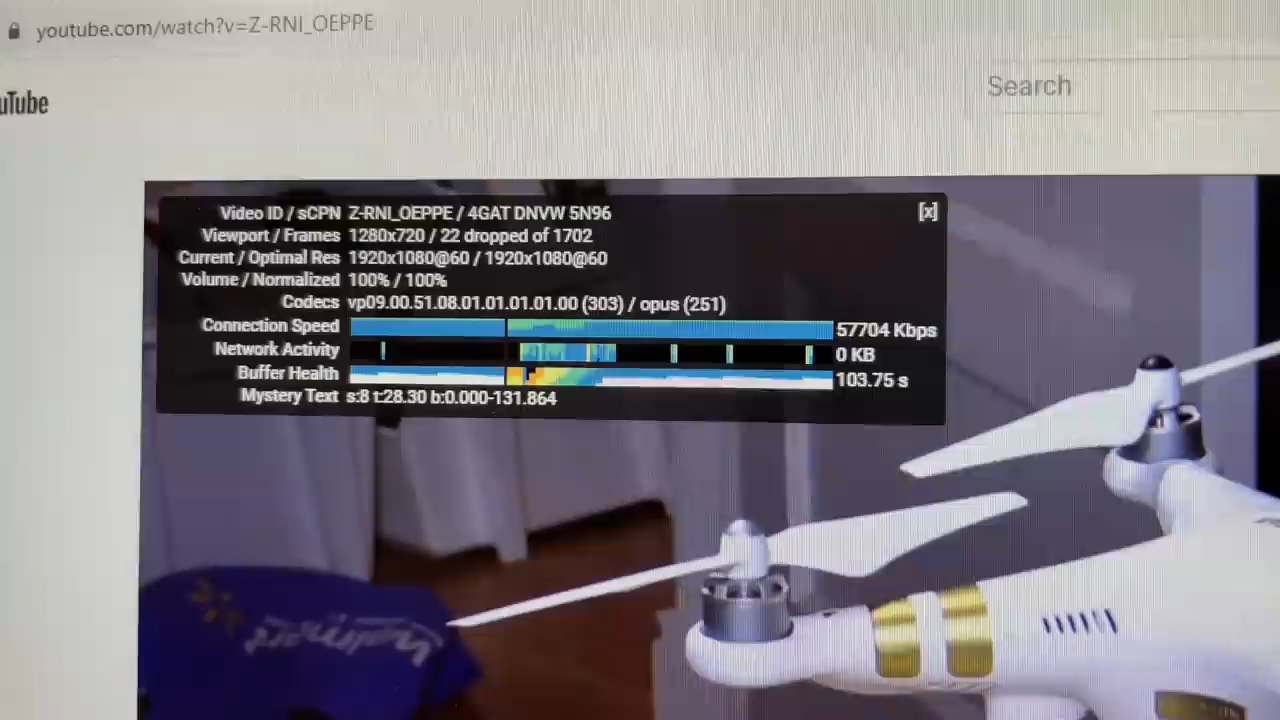 youtube.com/watch?v=Z-RNI_OEPPE
uTube
Search
Video ID / sCPN Z-RNI_OEPPE / 4GAT DNVW 5N96
[x]
Viewport / Frames 1280x720 / 22 dropped of 1702
Current / Optimal Res 1920x1080@60 / 1920x1080@60
Volume / Normalized 100% / 100%
Codecs vp09.00.51.08.01.01.01.01.00 (303) / opus (251)
Connection Speed 57704 Kbps
Network Activity 0 KB
Buffer Health 103.75 s
Mystery Text s:8 t:28.30 b:0.000-131.864
Walmart